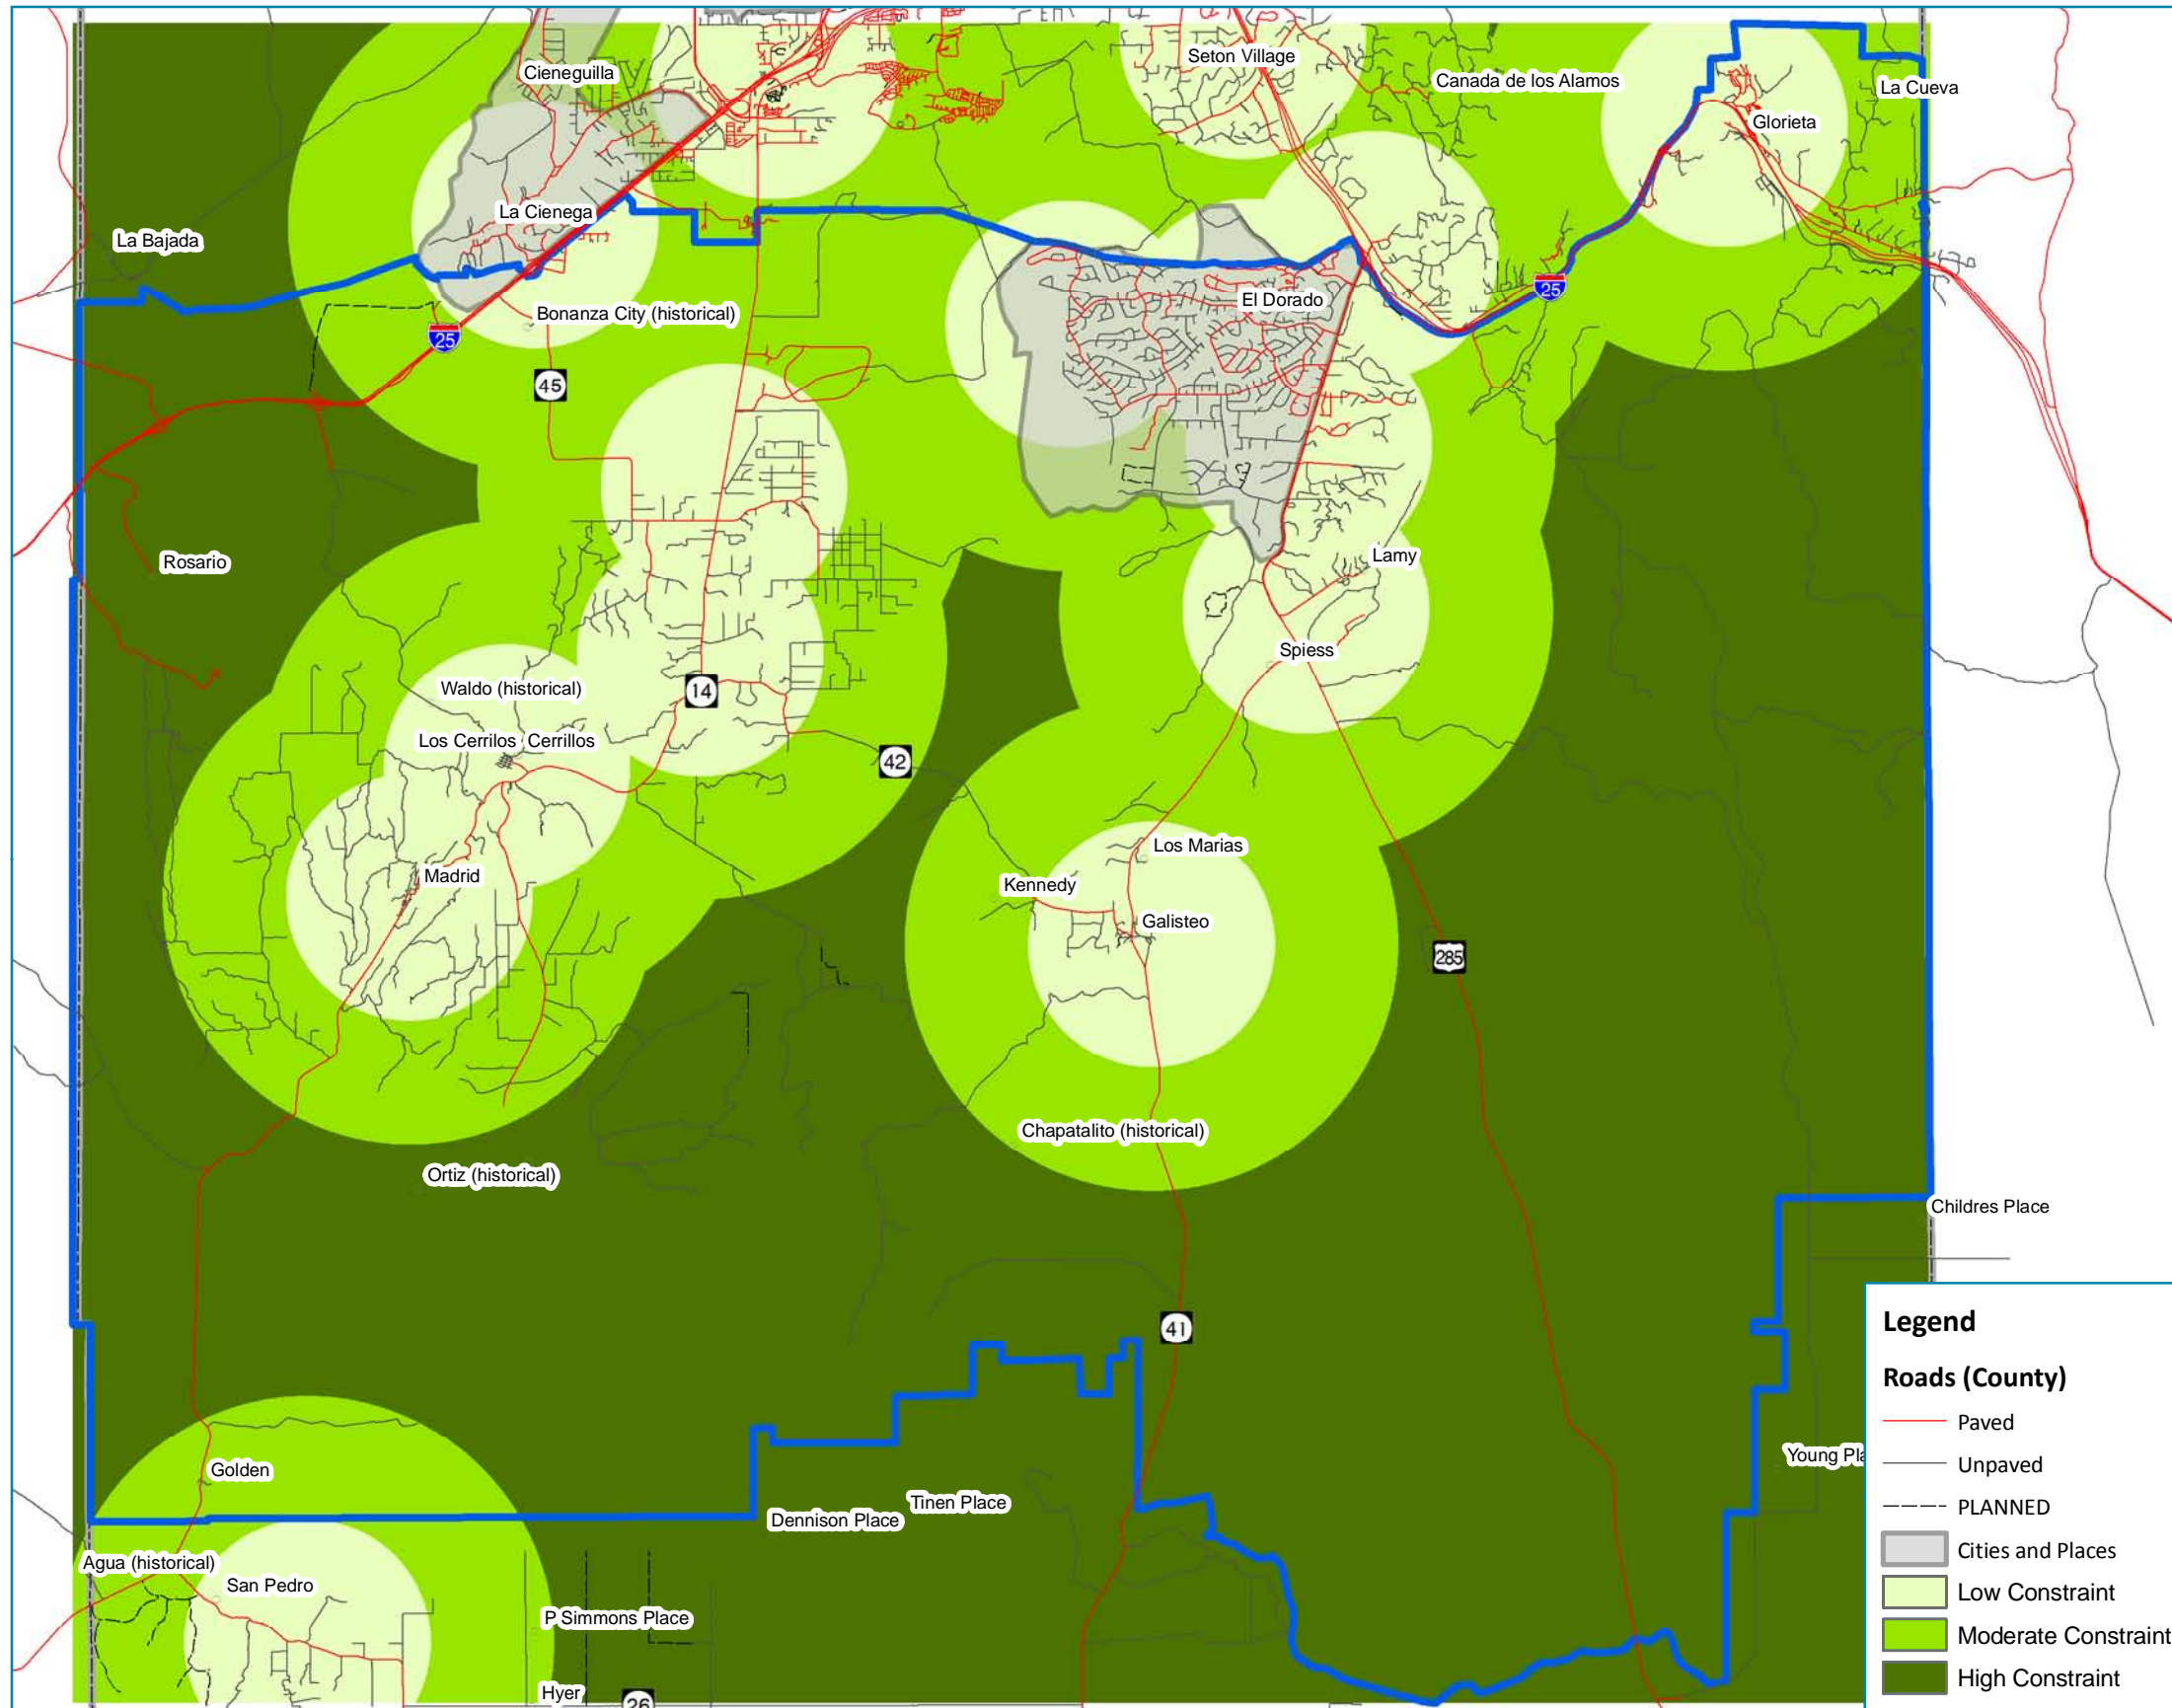 Cieneguilla
Seton Village
Canada de los Alamos
La Cueva
Glorieta
La Cienega
La Bajada
El Dorado
25
Bonanza City (historical)
25
45
Rosario
Lamy
Spiess
Waldo (historical)
14
Los Cerrilos
Cerrillos
42
Los Marias
Madrid
Kennedy
Galisteo
285
Chapatalito (historical)
Ortiz (historical)
Childres Place
41
Golden
Young Pla
Tinen Place
Dennison Place
Agua (historical)
San Pedro
P Simmons Place
Hyer
26
Legend
Roads (County)
Paved
Unpaved
PLANNED
Cities and Places
Low Constraint
Moderate Constraint
High Constraint